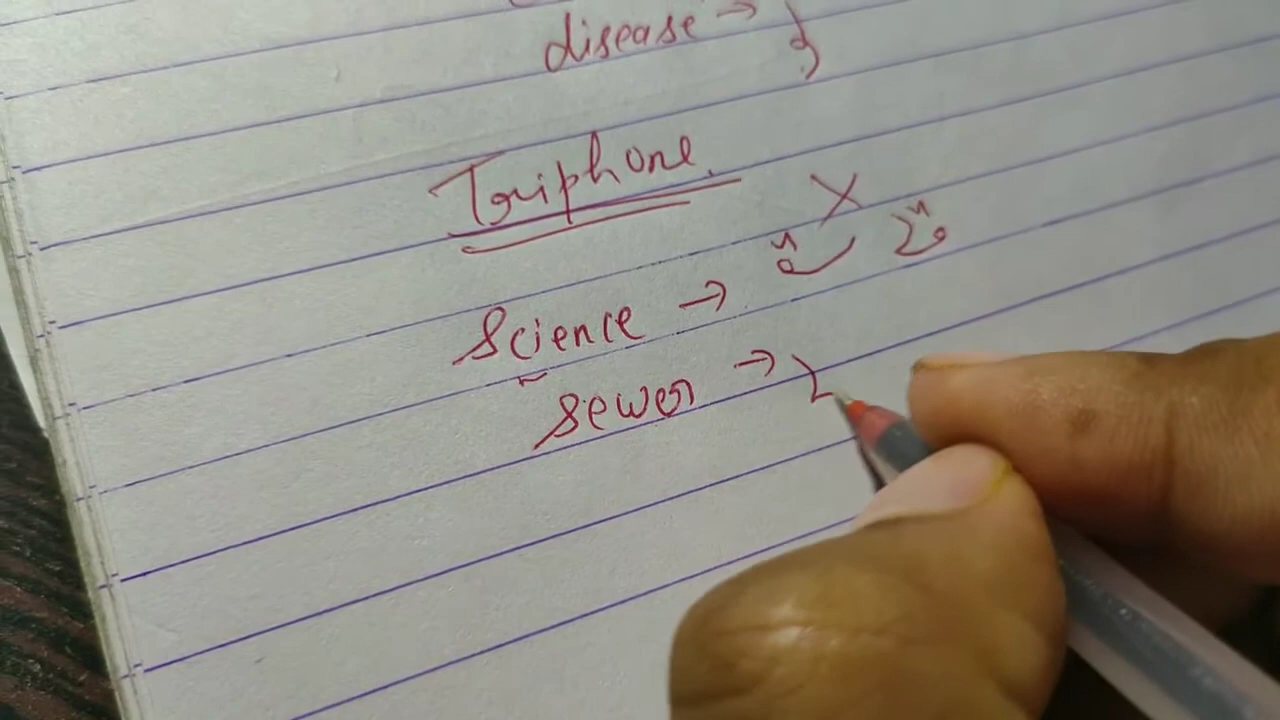 disease →
Triphone
Science →
Sewer →